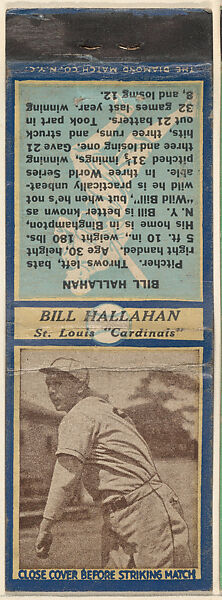 THE DIAMOND MATCH CO., N.Y.C.
BILL HALLAHAN
Pitcher. Throws left, bats,
right handed. Age 30, height,
5 ft. 10 in., weight 180 lbs.
His home is Binghampton,
N. Y. Bill is better known as
"Wild Bill", but when he's not
wild he is practically unbeat-
able. In three World Series
pitched 31⅓ innings, winning
three and losing one. Gave 21
hits, three runs and struck
out 21 batters. Took part in
32 games last year, winning
8, and losing 12.
BILL HALLAHAN
St. Louis "Cardinals"
CLOSE COVER BEFORE STRIKING MATCH